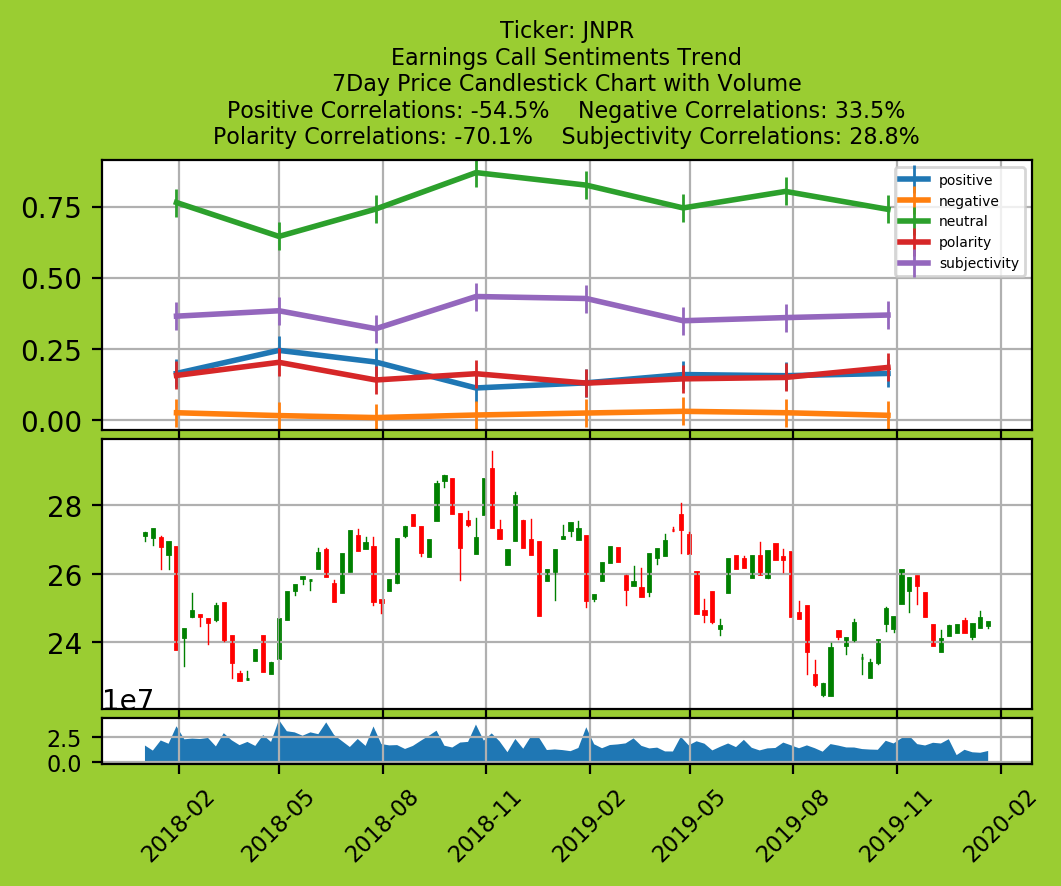 Ticker: JNPR
Earnings Call Sentiments Trend
7Day Price Candlestick Chart with Volume
Positive Correlations: -54.5%    Negative Correlations: 33.5%
Polarity Correlations: -70.1%    Subjectivity Correlations: 28.8%
positive
negative
neutral
polarity
subjectivity
0.75
0.50
0.25
0.00
28
26
24
1e7
2.5
0.0
2018-02
2018-05
2018-08
2018-11
2019-02
2019-05
2019-08
2019-11
2020-02